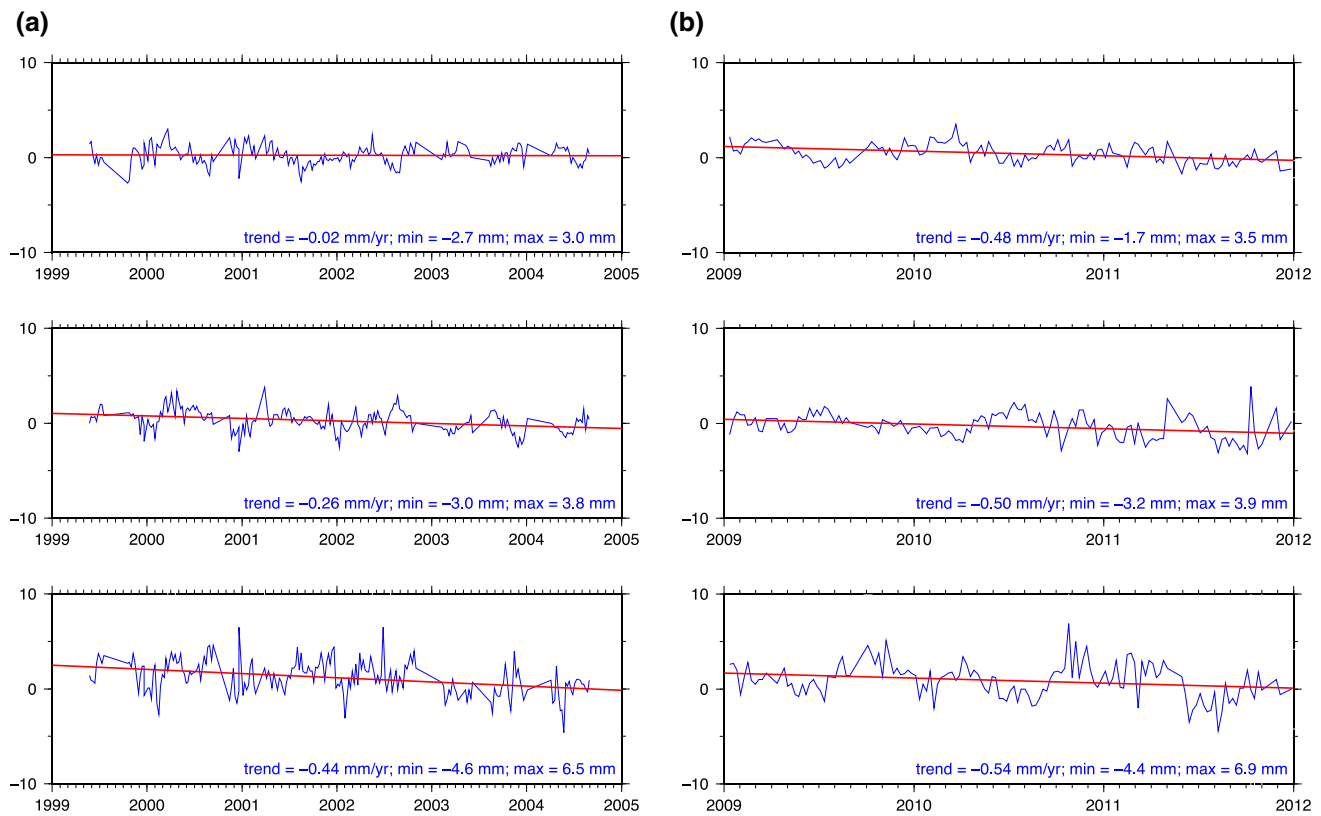 (a)
10
0
−10
trend = −0.02 mm/yr; min = −2.7 mm; max = 3.0 mm
1999 2000 2001 2002 2003 2004 2005
10
0
−10
trend = −0.26 mm/yr; min = −3.0 mm; max = 3.8 mm
1999 2000 2001 2002 2003 2004 2005
10
0
−10
trend = −0.44 mm/yr; min = −4.6 mm; max = 6.5 mm
1999 2000 2001 2002 2003 2004 2005
(b)
10
0
−10
trend = −0.48 mm/yr; min = −1.7 mm; max = 3.5 mm
2009 2010 2011 2012
10
0
−10
trend = −0.50 mm/yr; min = −3.2 mm; max = 3.9 mm
2009 2010 2011 2012
10
0
−10
trend = −0.54 mm/yr; min = −4.4 mm; max = 6.9 mm
2009 2010 2011 2012